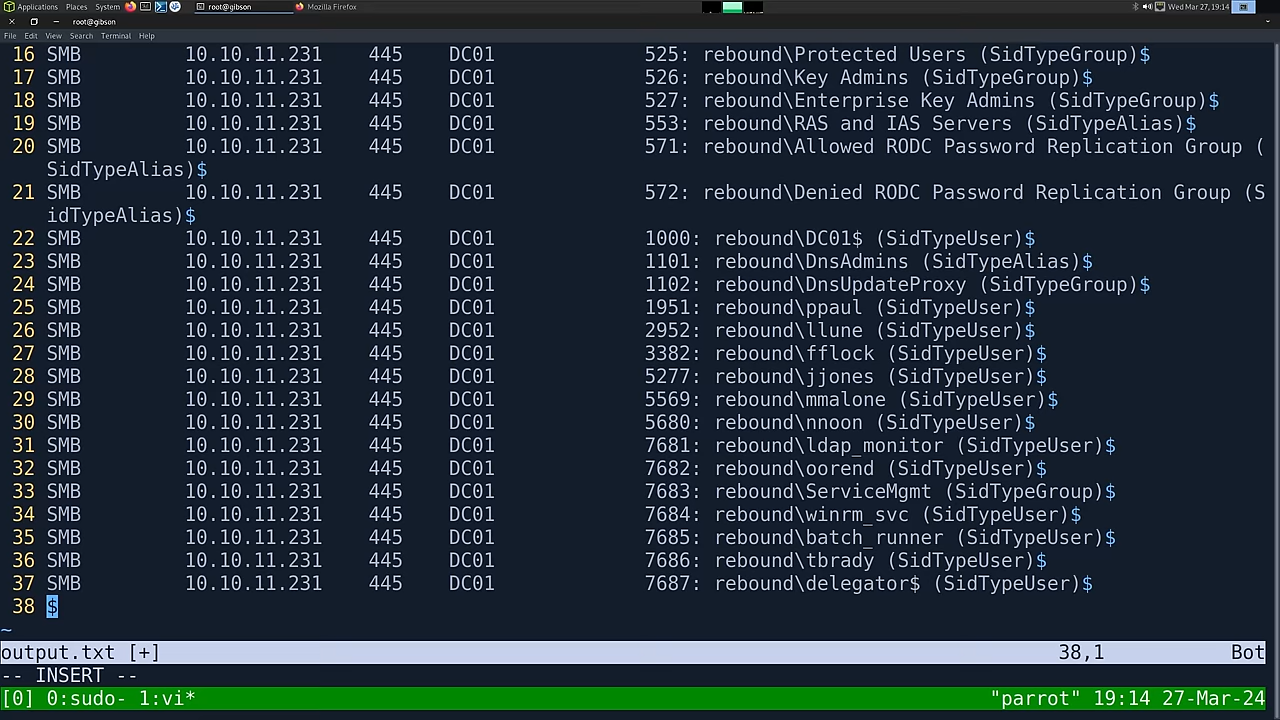 Applications Places System root@gibson Mozilla Firefox Wed Mar 27, 19:14
root@gibson
File Edit View Search Terminal Help
16 SMB 10.10.11.231 445 DC01 525: rebound\Protected Users (SidTypeGroup)$
17 SMB 10.10.11.231 445 DC01 526: rebound\Key Admins (SidTypeGroup)$
18 SMB 10.10.11.231 445 DC01 527: rebound\Enterprise Key Admins (SidTypeGroup)$
19 SMB 10.10.11.231 445 DC01 553: rebound\RAS and IAS Servers (SidTypeAlias)$
20 SMB 10.10.11.231 445 DC01 571: rebound\Allowed RODC Password Replication Group (
SidTypeAlias)$
21 SMB 10.10.11.231 445 DC01 572: rebound\Denied RODC Password Replication Group (S
idTypeAlias)$
22 SMB 10.10.11.231 445 DC01 1000: rebound\DC01$ (SidTypeUser)$
23 SMB 10.10.11.231 445 DC01 1101: rebound\DnsAdmins (SidTypeAlias)$
24 SMB 10.10.11.231 445 DC01 1102: rebound\DnsUpdateProxy (SidTypeGroup)$
25 SMB 10.10.11.231 445 DC01 1951: rebound\ppaul (SidTypeUser)$
26 SMB 10.10.11.231 445 DC01 2952: rebound\llune (SidTypeUser)$
27 SMB 10.10.11.231 445 DC01 3382: rebound\fflock (SidTypeUser)$
28 SMB 10.10.11.231 445 DC01 5277: rebound\jjones (SidTypeUser)$
29 SMB 10.10.11.231 445 DC01 5569: rebound\mmalone (SidTypeUser)$
30 SMB 10.10.11.231 445 DC01 5680: rebound\nnoon (SidTypeUser)$
31 SMB 10.10.11.231 445 DC01 7681: rebound\ldap_monitor (SidTypeUser)$
32 SMB 10.10.11.231 445 DC01 7682: rebound\oorend (SidTypeUser)$
33 SMB 10.10.11.231 445 DC01 7683: rebound\ServiceMgmt (SidTypeGroup)$
34 SMB 10.10.11.231 445 DC01 7684: rebound\winrm_svc (SidTypeUser)$
35 SMB 10.10.11.231 445 DC01 7685: rebound\batch_runner (SidTypeUser)$
36 SMB 10.10.11.231 445 DC01 7686: rebound\tbrady (SidTypeUser)$
37 SMB 10.10.11.231 445 DC01 7687: rebound\delegator$ (SidTypeUser)$
38 $
~
output.txt [+] 38,1 Bot
-- INSERT --
[0] 0:sudo- 1:vi* "parrot" 19:14 27-Mar-24